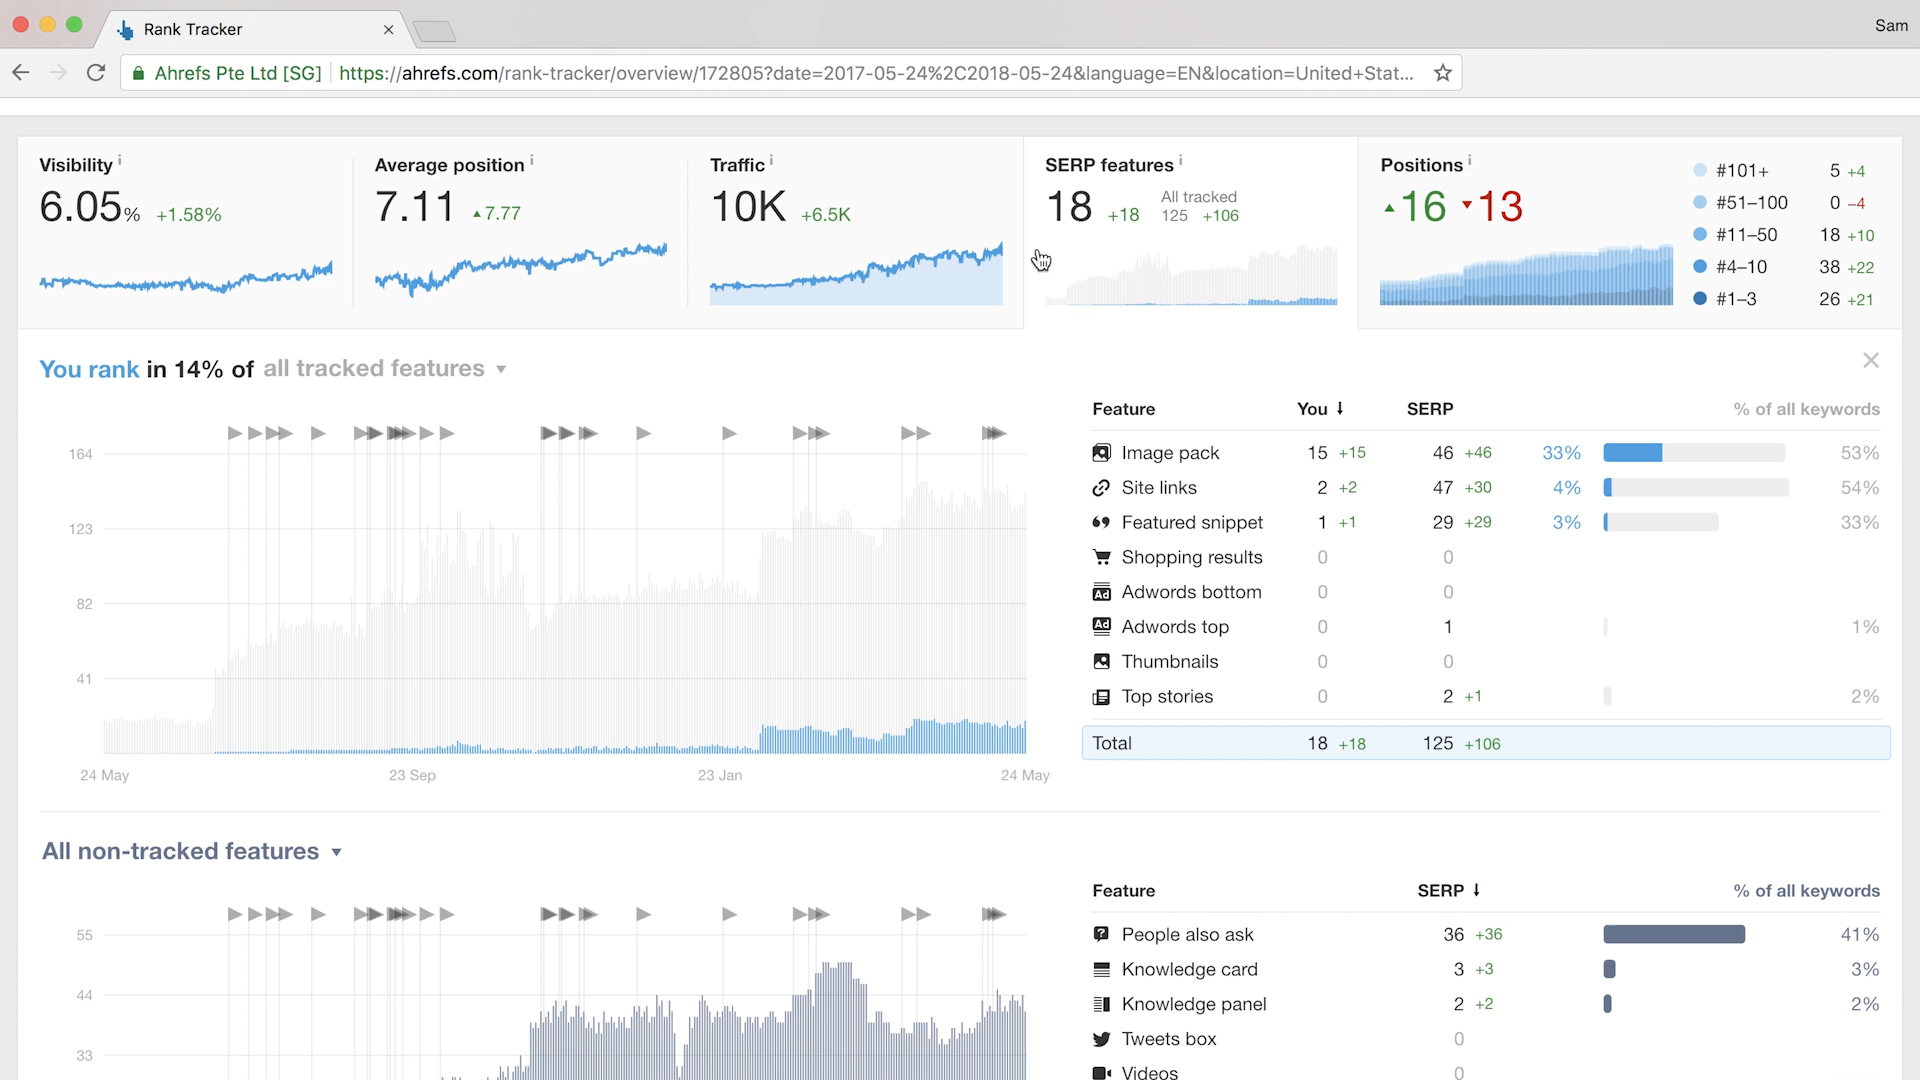 Rank Tracker
Sam
Ahrefs Pte Ltd [SG]
https://ahrefs.com/rank-tracker/overview/172805?date=2017-05-24%2C2018-05-24&language=EN&location=United+Stat...
Visibility i
6.05% +1.58%
Average position i
7.11 7.77
Traffic i
10K +6.5K
SERP features i
18 +18
All tracked
125 +106
Positions i
16 13
#101+ 5 +4
#51–100 0 –4
#11–50 18 +10
#4–10 38 +22
#1–3 26 +21
You rank in 14% of all tracked features
164
123
82
41
24 May 23 Sep 23 Jan 24 May
Feature You SERP % of all keywords
Image pack 15 +15 46 +46 33% 53%
Site links 2 +2 47 +30 4% 54%
Featured snippet 1 +1 29 +29 3% 33%
Shopping results 0 0
Adwords bottom 0 0
Adwords top 0 1 1%
Thumbnails 0 0
Top stories 0 2 +1 2%
Total 18 +18 125 +106
All non-tracked features
55
44
33
Feature SERP % of all keywords
People also ask 36 +36 41%
Knowledge card 3 +3 3%
Knowledge panel 2 +2 2%
Tweets box 0
Videos 0